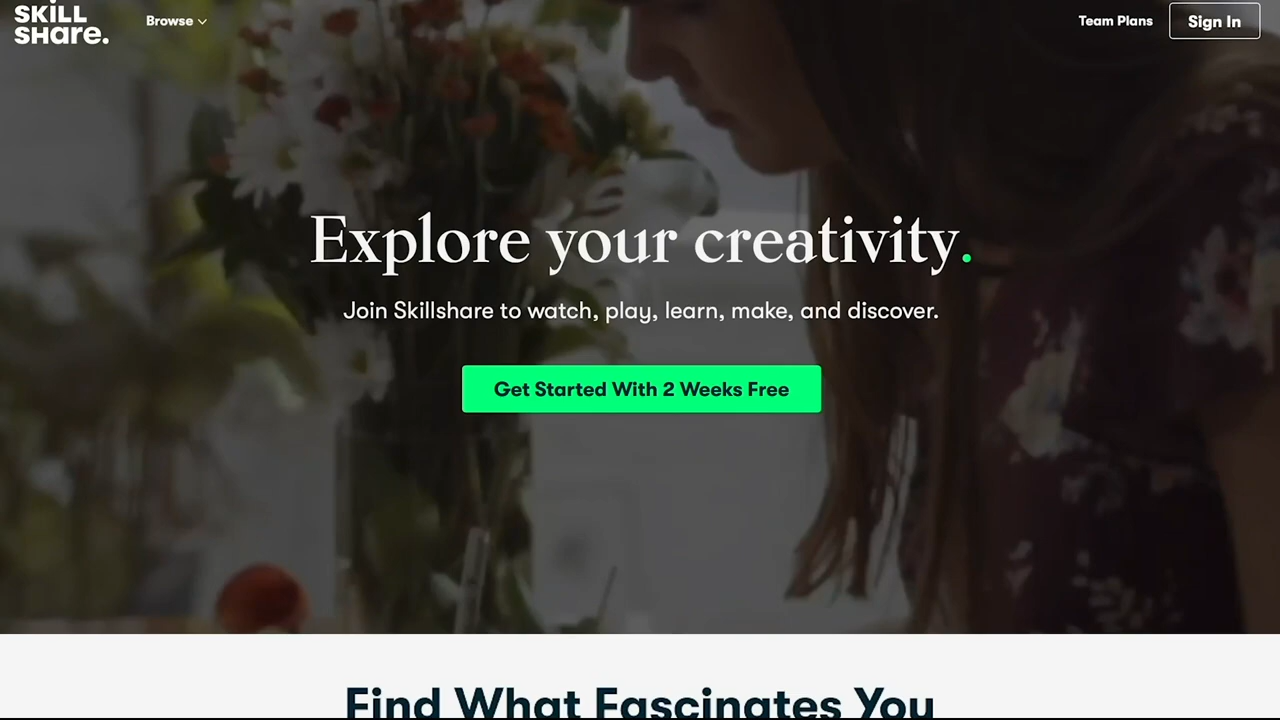 SKiLL
SHare.
Browse
Team Plans
Sign In
Explore your creativity.
Join Skillshare to watch, play, learn, make, and discover.
Get Started With 2 Weeks Free
Find What Fascinates You